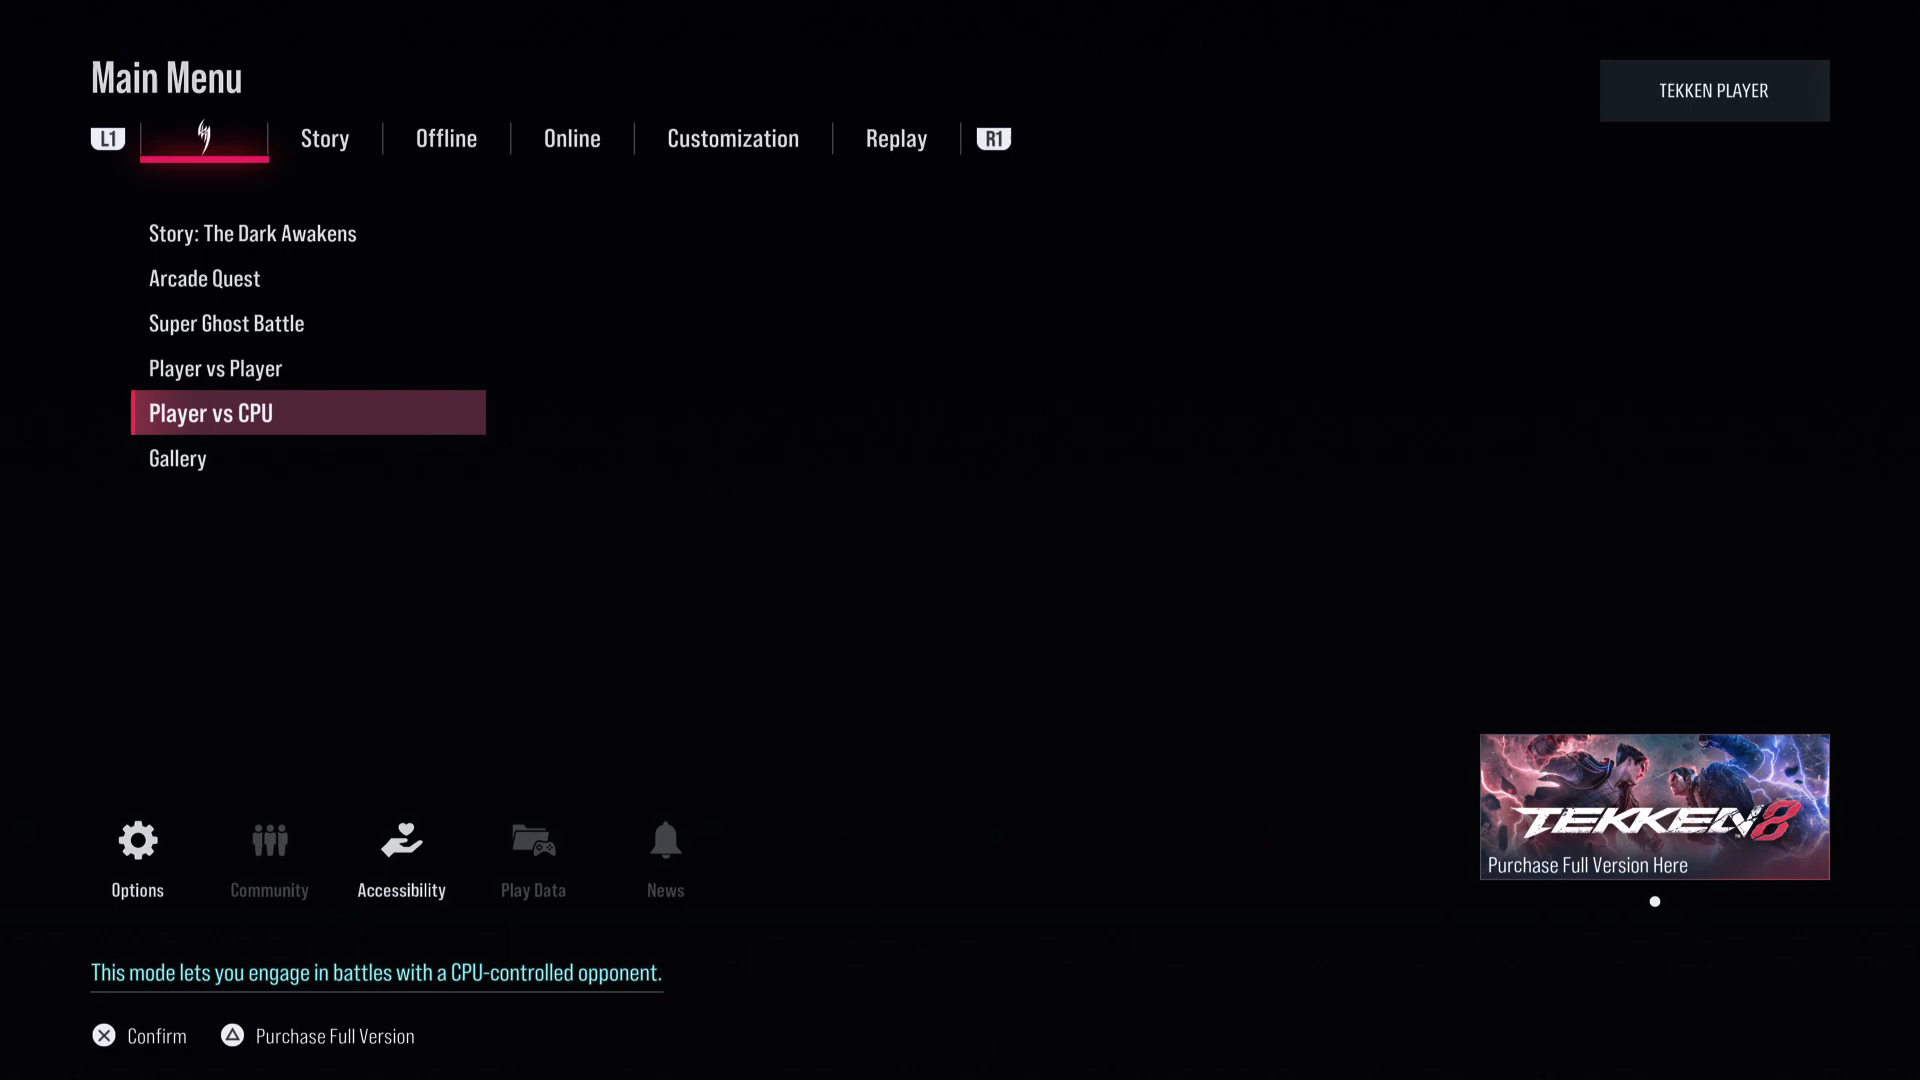 Main Menu
TEKKEN PLAYER
L1 Story Offline Online Customization Replay R1
Story: The Dark Awakens
Arcade Quest
Super Ghost Battle
Player vs Player
Player vs CPU
Gallery
TEKKEN 8
Purchase Full Version Here
Options Community Accessibility Play Data News
This mode lets you engage in battles with a CPU-controlled opponent.
Confirm Purchase Full Version